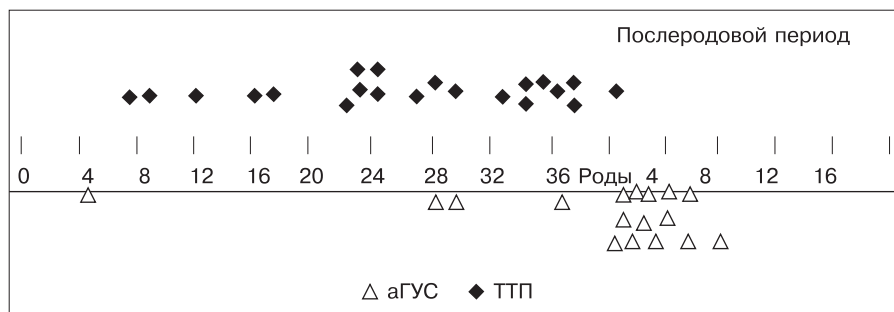 Послеродовой период
0 4 8 12 16 20 24 28 32 36 Роды 4 8 12 16
аГУС ТТП